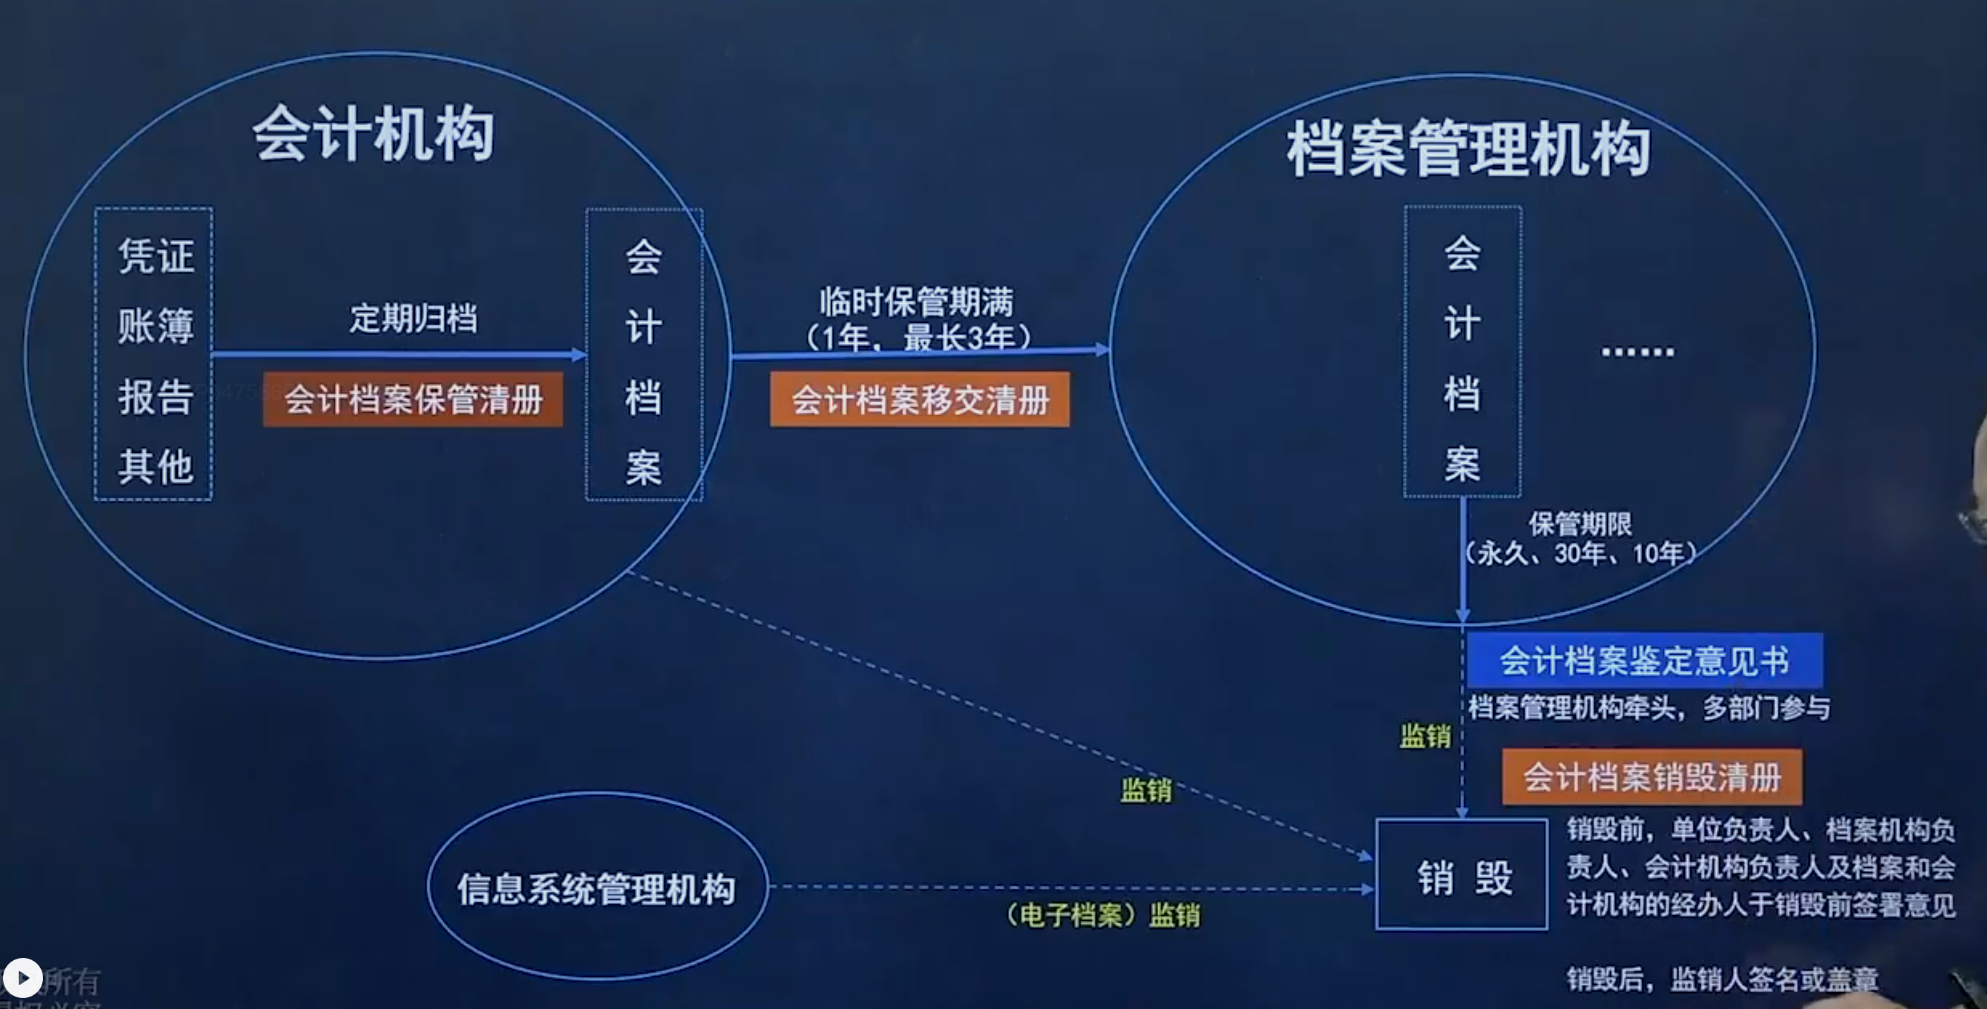 会计机构
档案管理机构
凭证
账簿
报告
其他
定期归档
会计档案保管清册
会
计
档
案
临时保管期满
（1年，最长3年）
会计档案移交清册
会
计
档
案
……
保管期限
（永久、30年、10年）
会计档案鉴定意见书
档案管理机构牵头，多部门参与
监销
会计档案销毁清册
监销
信息系统管理机构
（电子档案）监销
销 毁
销毁前，单位负责人、档案机构负
责人、会计机构负责人及档案和会
计机构的经办人于销毁前签署意见
销毁后，监销人签名或盖章
所有